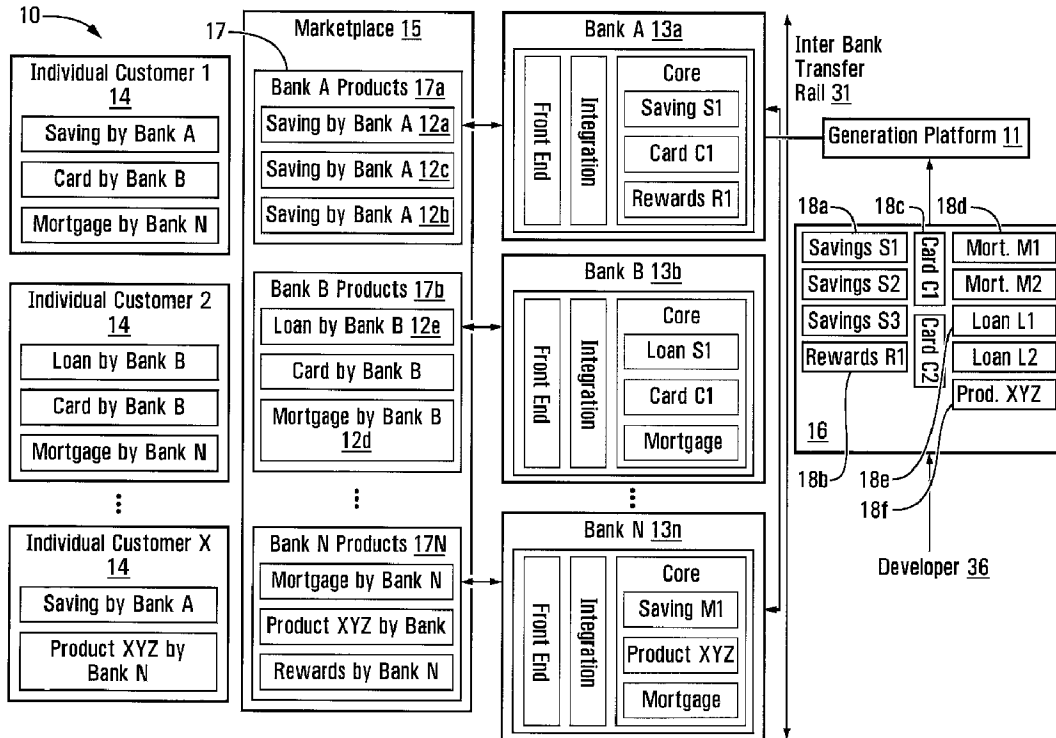 10
Individual Customer 1
14
Saving by Bank A
Card by Bank B
Mortgage by Bank N
Individual Customer 2
14
Loan by Bank B
Card by Bank B
Mortgage by Bank N
Individual Customer X
14
Saving by Bank A
Product XYZ by
Bank N
Marketplace 15
17
Bank A Products 17a
Saving by Bank A 12a
Saving by Bank A 12c
Saving by Bank A 12b
Bank B Products 17b
Loan by Bank B 12e
Card by Bank B
Mortgage by Bank B
12d
Bank N Products 17N
Mortgage by Bank N
Product XYZ by Bank
Rewards by Bank N
Bank A 13a
Front End
Integration
Core
Saving S1
Card C1
Rewards R1
Bank B 13b
Front End
Integration
Core
Loan S1
Card C1
Mortgage
Bank N 13n
Front End
Integration
Core
Saving M1
Product XYZ
Mortgage
Inter Bank
Transfer
Rail 31
Generation Platform 11
18a
18c
18d
Savings S1
Savings S2
Savings S3
Rewards R1
Card C1
Card C2
Mort. M1
Mort. M2
Loan L1
Loan L2
Prod. XYZ
16
18b
18e
18f
Developer 36